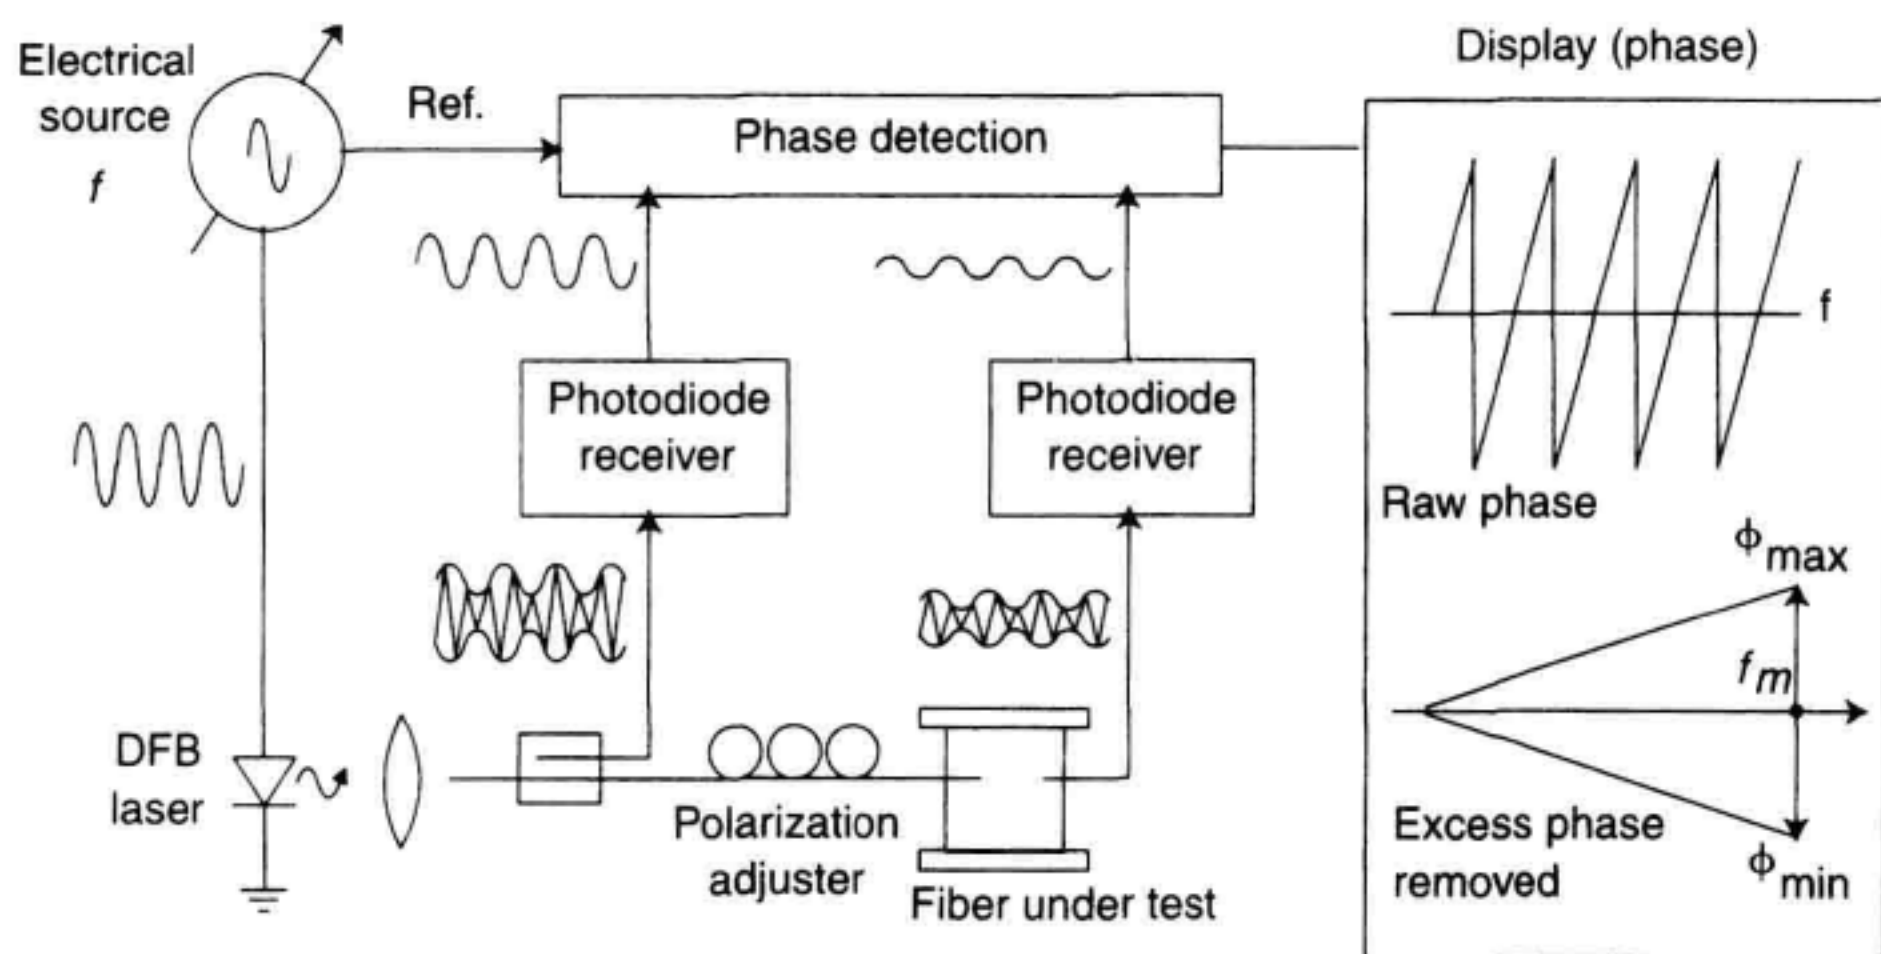 Electrical
source
f
Ref.
Phase detection
Display (phase)
f
Raw phase
Photodiode
receiver
Photodiode
receiver
ϕmax
fm
DFB
laser
Polarization
adjuster
Fiber under test
Excess phase
removed
ϕmin